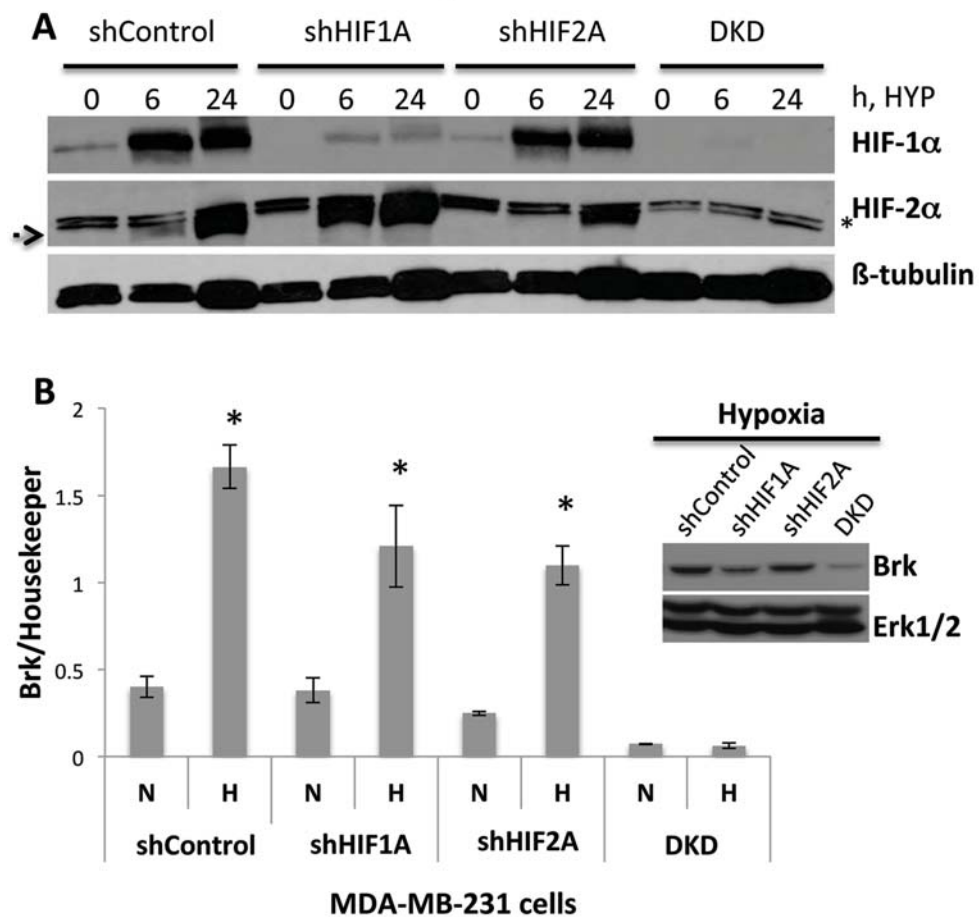 A
shControl shHIF1A shHIF2A DKD
0 6 24 0 6 24 0 6 24 0 6 24 h, HYP
HIF-1α
HIF-2α
*
ß-tubulin
B
Hypoxia
shControl shHIF1A shHIF2A DKD
Brk
Erk1/2
Brk/Housekeeper
2
1.5
1
0.5
0
* * *
N H N H N H N H
shControl shHIF1A shHIF2A DKD
MDA-MB-231 cells